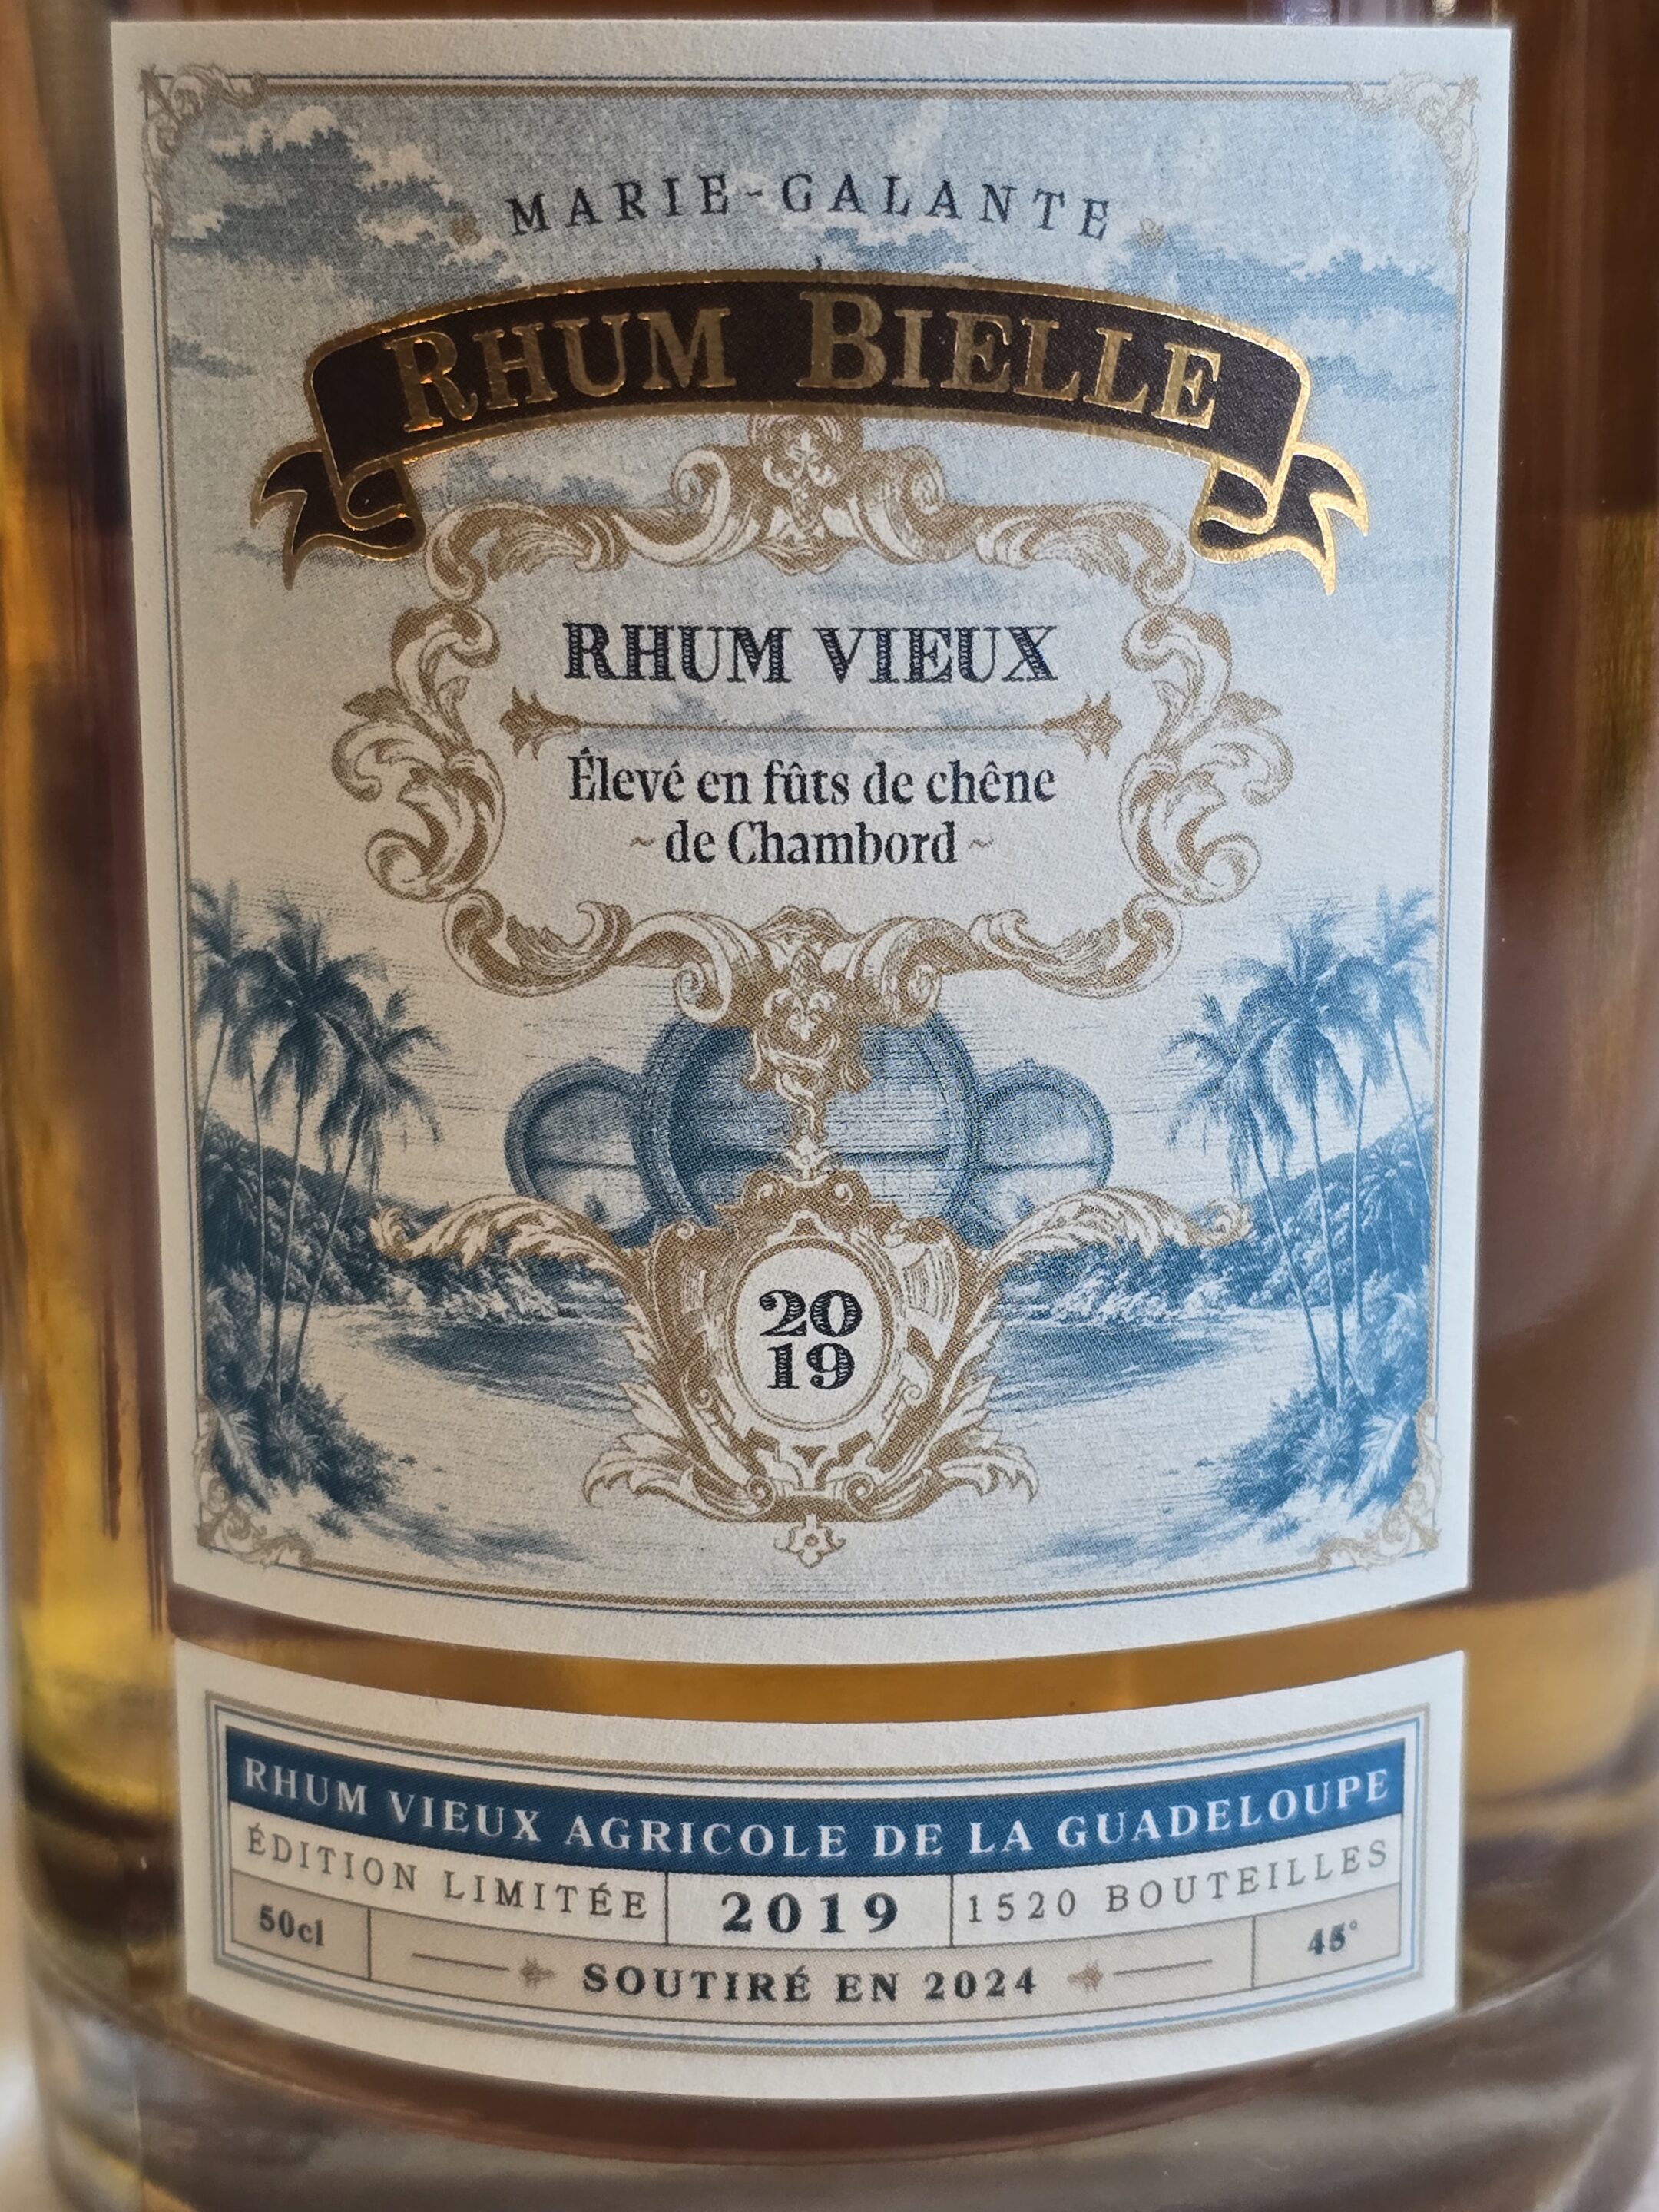 MARIE-GALANTE
RHUM BIELLE
RHUM VIEUX
Élevé en fûts de chêne
~ de Chambord ~
20
19
RHUM VIEUX AGRICOLE DE LA GUADELOUPE
ÉDITION LIMITÉE 2019 1520 BOUTEILLES
50cl SOUTIRÉ EN 2024 45°